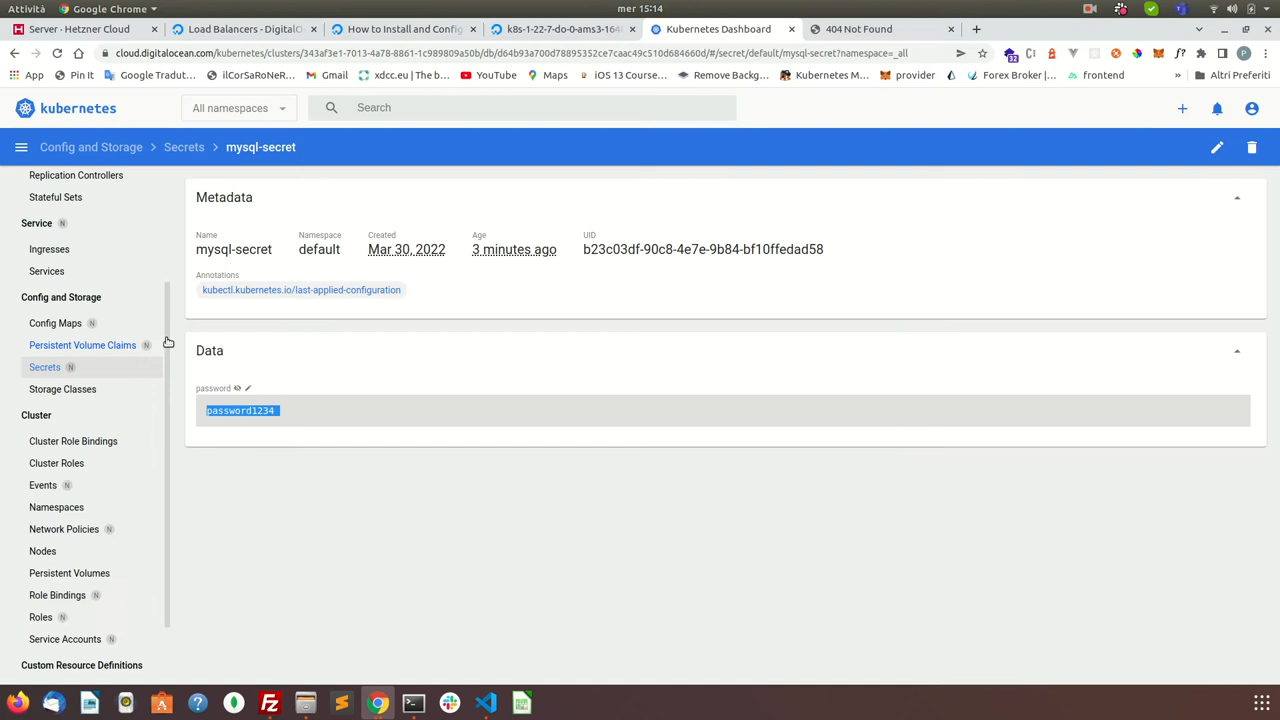 Attività
Google Chrome
mer 15:14
Server - Hetzner Cloud
Load Balancers - DigitalO
How to Install and Config
k8s-1-22-7-do-0-ams3-164
Kubernetes Dashboard
404 Not Found
cloud.digitalocean.com/kubernetes/clusters/343af3e1-7013-4a78-8861-1c989809a50b/db/d64b93a700d78895352ce7caac49c510d684660d/#/secret/default/mysql-secret?namespace=_all
32
App
Pin It
Google Tradut...
ilCorSaRoNeR...
Gmail
xdcc.eu | The b...
YouTube
Maps
iOS 13 Course...
Remove Backg...
Kubernetes M...
provider
Forex Broker |...
frontend
»
Altri Preferiti
kubernetes
All namespaces
Search
Config and Storage
Secrets
mysql-secret
Replication Controllers
Stateful Sets
Service N
Ingresses
Services
Config and Storage
Config Maps N
Persistent Volume Claims N
Secrets N
Storage Classes
Cluster
Cluster Role Bindings
Cluster Roles
Events N
Namespaces
Network Policies N
Nodes
Persistent Volumes
Role Bindings N
Roles N
Service Accounts N
Custom Resource Definitions
Metadata
Name
Namespace
Created
Age
UID
mysql-secret
default
Mar 30, 2022
3 minutes ago
b23c03df-90c8-4e7e-9b84-bf10ffedad58
Annotations
kubectl.kubernetes.io/last-applied-configuration
Data
password
password1234